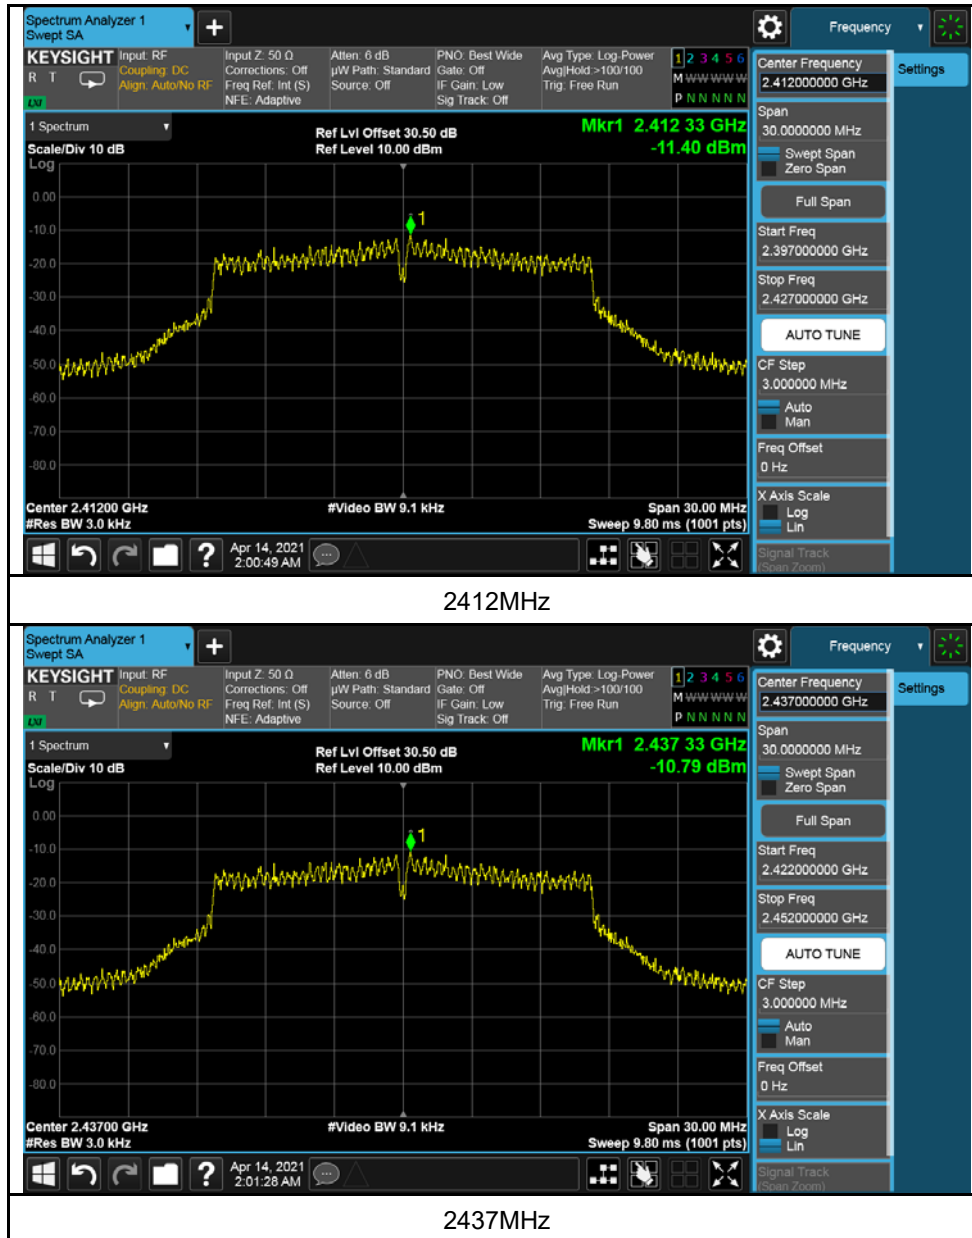 Spectrum Analyzer 1
Swept SA
+
Frequency
KEYSIGHT
R T
LXI
Input: RF
Coupling: DC
Align: Auto/No RF
Input Z: 50 Ω
Corrections: Off
Freq Ref: Int (S)
NFE: Adaptive
Atten: 6 dB
µW Path: Standard
Source: Off
PNO: Best Wide
Gate: Off
IF Gain: Low
Sig Track: Off
Avg Type: Log-Power
Avg|Hold:>100/100
Trig: Free Run
1 2 3 4 5 6
M W W W W W
P N N N N N
Center Frequency
2.412000000 GHz
Settings
Span
30.0000000 MHz
Swept Span
Zero Span
Full Span
Start Freq
2.397000000 GHz
Stop Freq
2.427000000 GHz
AUTO TUNE
CF Step
3.000000 MHz
Auto
Man
Freq Offset
0 Hz
X Axis Scale
Log
Lin
Signal Track
(Span Zoom)
1 Spectrum
Scale/Div 10 dB
Log
Ref Lvl Offset 30.50 dB
Ref Level 10.00 dBm
Mkr1 2.412 33 GHz
-11.40 dBm
0.00
-10.0
-20.0
-30.0
-40.0
-50.0
-60.0
-70.0
-80.0
1
Center 2.41200 GHz
#Res BW 3.0 kHz
#Video BW 9.1 kHz
Span 30.00 MHz
Sweep 9.80 ms (1001 pts)
?
Apr 14, 2021
2:00:49 AM
2412MHz
Spectrum Analyzer 1
Swept SA
+
Frequency
KEYSIGHT
R T
LXI
Input: RF
Coupling: DC
Align: Auto/No RF
Input Z: 50 Ω
Corrections: Off
Freq Ref: Int (S)
NFE: Adaptive
Atten: 6 dB
µW Path: Standard
Source: Off
PNO: Best Wide
Gate: Off
IF Gain: Low
Sig Track: Off
Avg Type: Log-Power
Avg|Hold:>100/100
Trig: Free Run
1 2 3 4 5 6
M W W W W W
P N N N N N
Center Frequency
2.437000000 GHz
Settings
Span
30.0000000 MHz
Swept Span
Zero Span
Full Span
Start Freq
2.422000000 GHz
Stop Freq
2.452000000 GHz
AUTO TUNE
CF Step
3.000000 MHz
Auto
Man
Freq Offset
0 Hz
X Axis Scale
Log
Lin
Signal Track
(Span Zoom)
1 Spectrum
Scale/Div 10 dB
Log
Ref Lvl Offset 30.50 dB
Ref Level 10.00 dBm
Mkr1 2.437 33 GHz
-10.79 dBm
0.00
-10.0
-20.0
-30.0
-40.0
-50.0
-60.0
-70.0
-80.0
1
Center 2.43700 GHz
#Res BW 3.0 kHz
#Video BW 9.1 kHz
Span 30.00 MHz
Sweep 9.80 ms (1001 pts)
?
Apr 14, 2021
2:01:28 AM
2437MHz